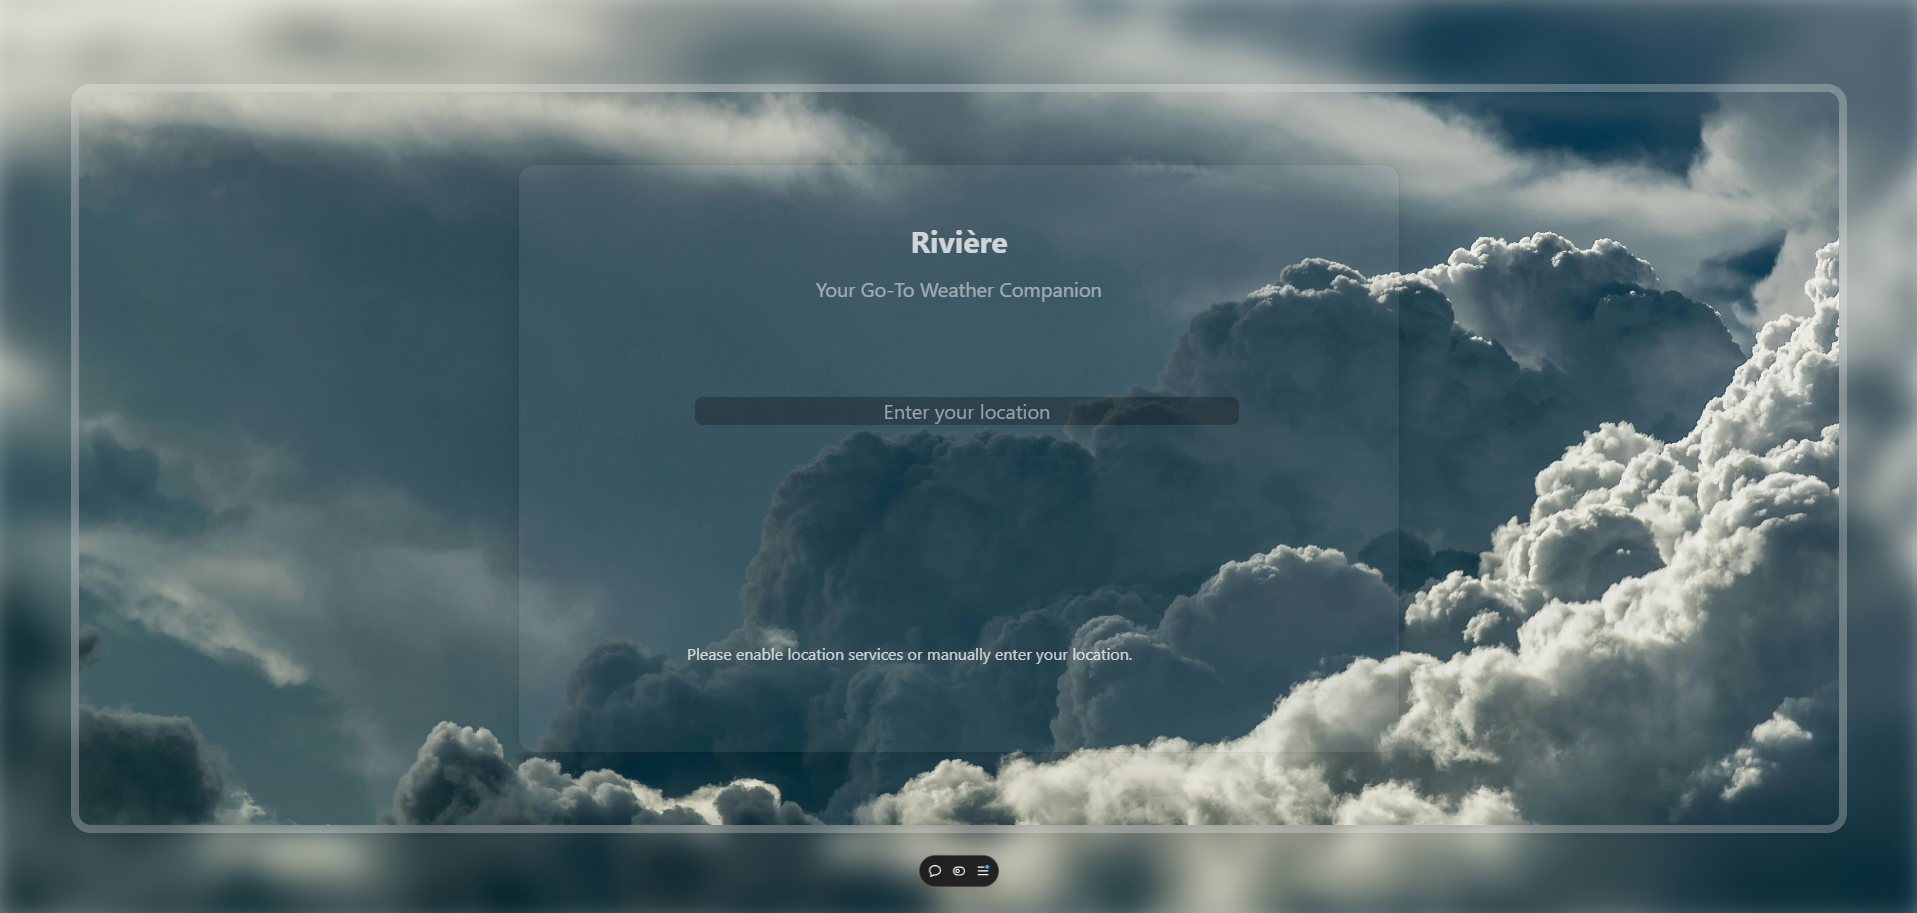 Rivière
Your Go-To Weather Companion
Enter your location
Please enable location services or manually enter your location.